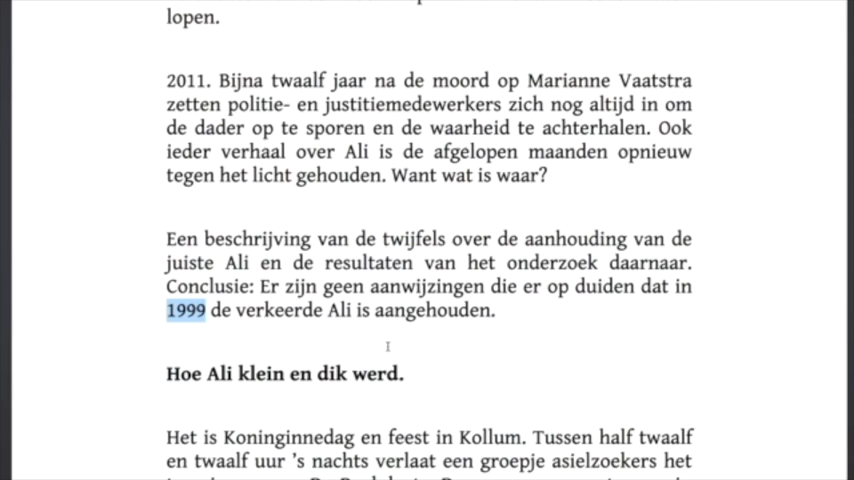 lopen.
2011. Bijna twaalf jaar na de moord op Marianne Vaatstra
zetten politie- en justitiemedewerkers zich nog altijd in om
de dader op te sporen en de waarheid te achterhalen. Ook
ieder verhaal over Ali is de afgelopen maanden opnieuw
tegen het licht gehouden. Want wat is waar?
Een beschrijving van de twijfels over de aanhouding van de
juiste Ali en de resultaten van het onderzoek daarnaar.
Conclusie: Er zijn geen aanwijzingen die er op duiden dat in
1999 de verkeerde Ali is aangehouden.
Hoe Ali klein en dik werd.
Het is Koninginnedag en feest in Kollum. Tussen half twaalf
en twaalf uur ’s nachts verlaat een groepje asielzoekers het